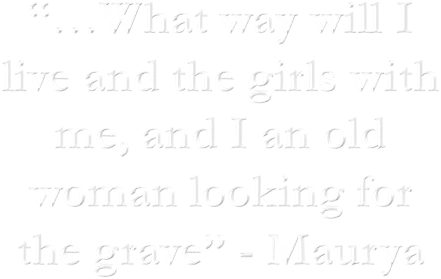 “...What way will I
live and the girls with
me, and I an old
woman looking for
the grave” - Maurya